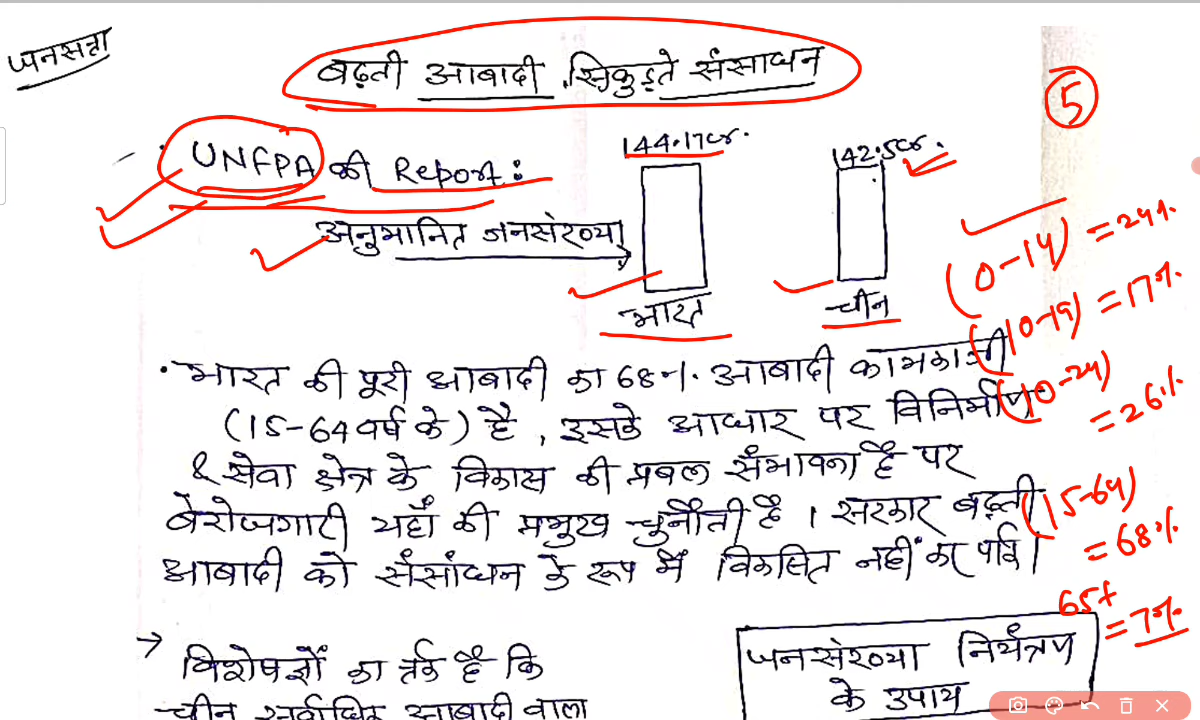 जनसत्ता
बढ़ती आबादी, सिकुड़ते संसाधन
5
UNFPA की Report:
144.17cr.
142.5cr.
अनुमानित जनसंख्या
भारत
चीन
(0-14) = 24%
(10-19) = 17%
(10-24) = 26%
(15-64) = 68%
65+ = 7%
• भारत की पूरी आबादी का 68% आबादी कामकाजी
(15-64 वर्ष के) है, इसके आधार पर विनिर्माण
& सेवा क्षेत्र के विकास की प्रबल संभावना है पर
बेरोजगारी यहाँ की प्रमुख चुनौती है। सरकार बढ़ती
आबादी को संसांधन के रूप में विकसित नहीं कर पाई।
→ विशेषज्ञों का तर्क है कि
चीन सर्वाधिक आबादी वाला
जनसंख्या नियंत्रण
के उपाय